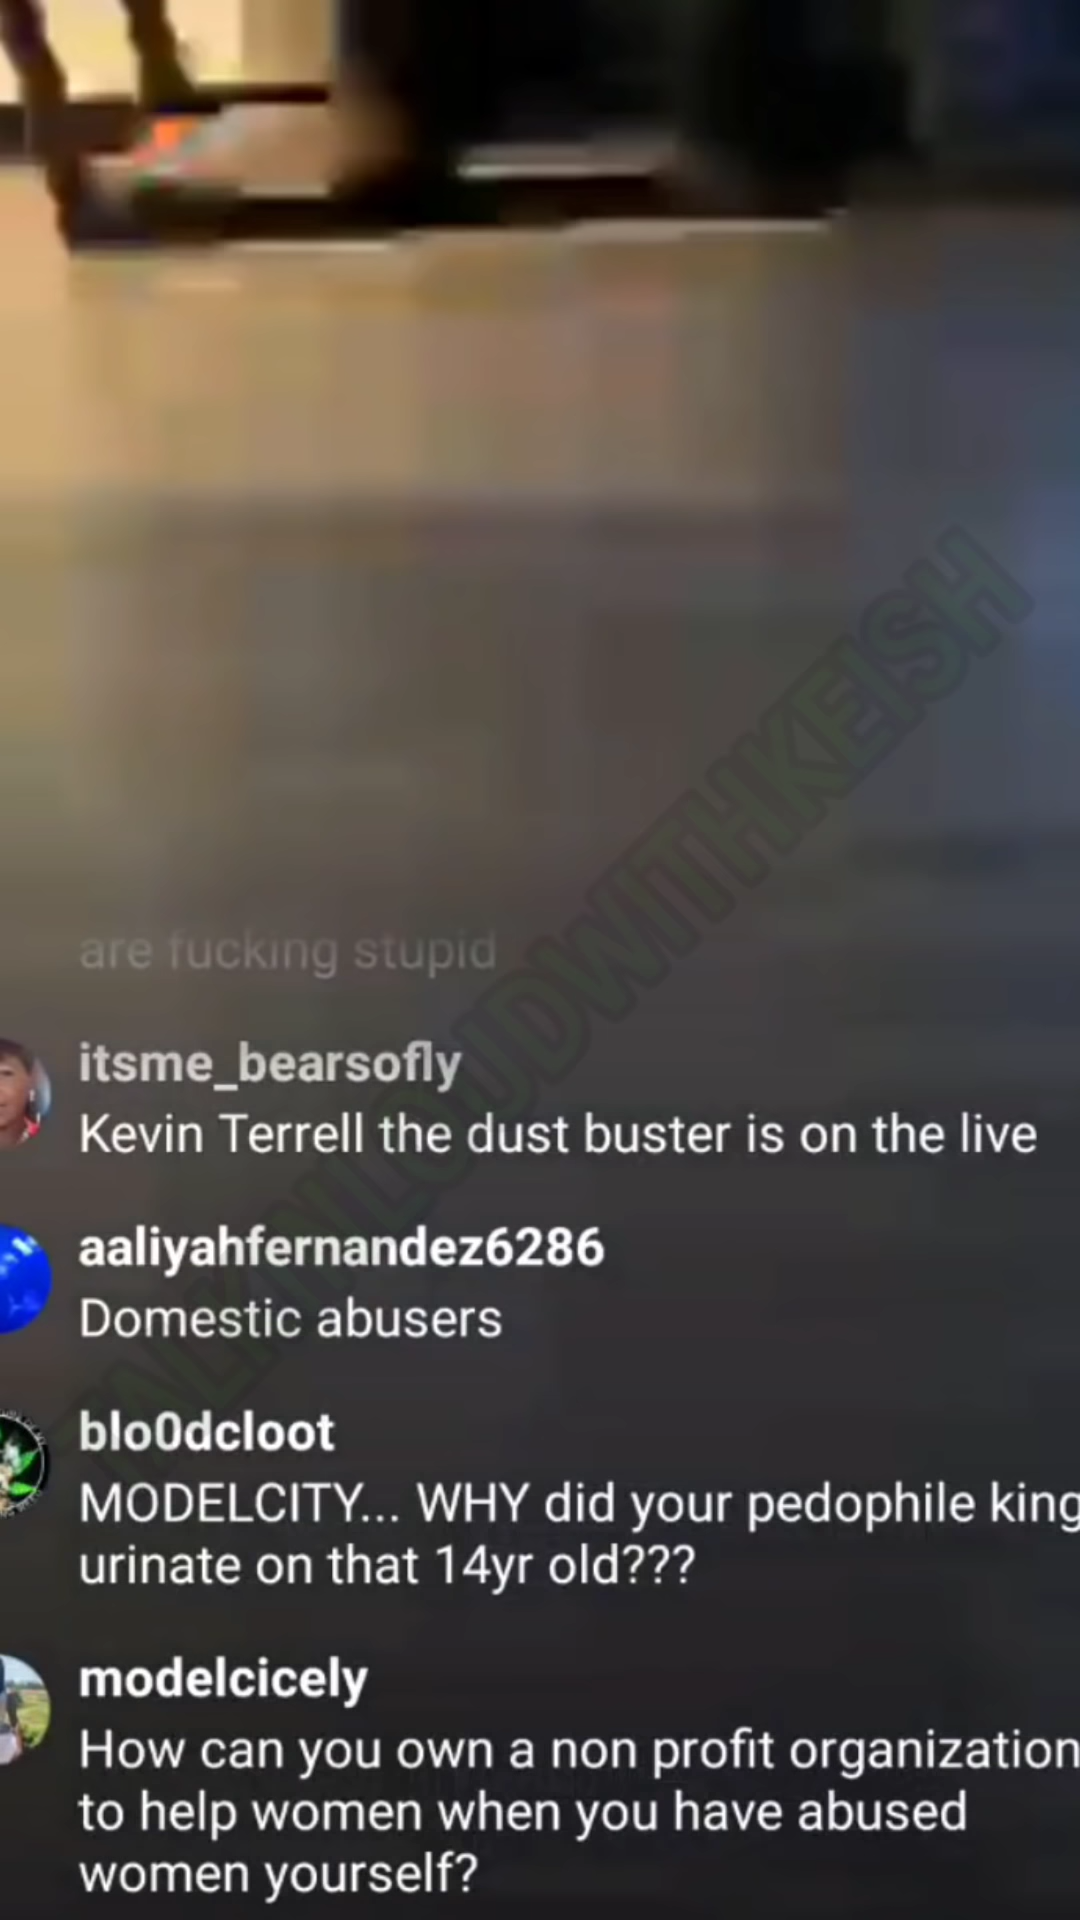 are fucking stupid
itsme_bearsofly
Kevin Terrell the dust buster is on the live
aaliyahfernandez6286
Domestic abusers
blo0dcloot
MODELCITY... WHY did your pedophile king
urinate on that 14yr old???
modelcicely
How can you own a non profit organization
to help women when you have abused
women yourself?
TALKINLOUDWITHKEISH